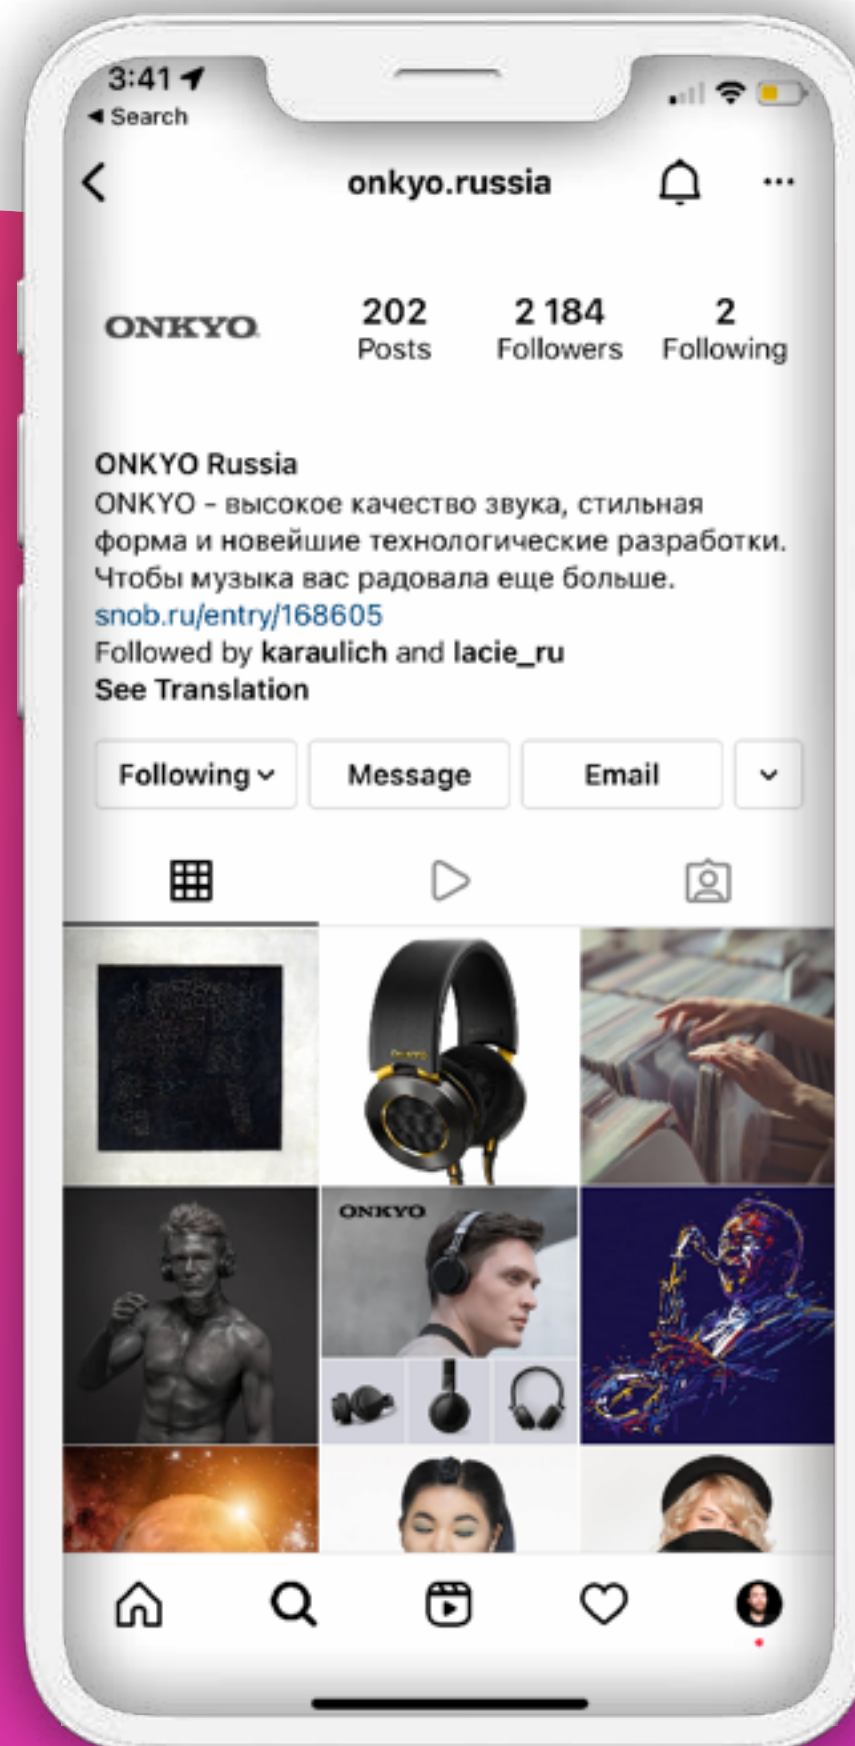 3:41
Search
onkyo.russia
ONKYO
202
Posts
2 184
Followers
2
Following
ONKYO Russia
ONKYO – высокое качество звука, стильная
форма и новейшие технологические разработки.
Чтобы музыка вас радовала еще больше.
snob.ru/entry/168605
Followed by karaulich and lacie_ru
See Translation
Following
Message
Email
ONKYO
ONKYO